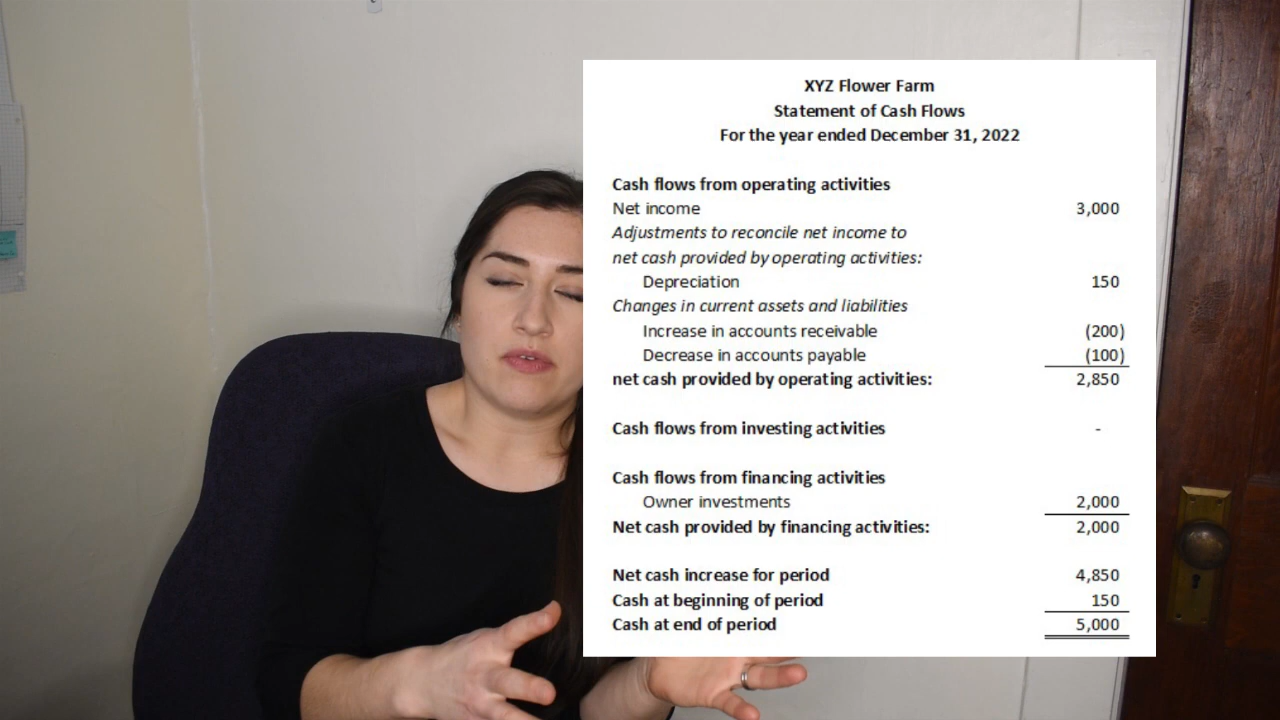 XYZ Flower Farm
Statement of Cash Flows
For the year ended December 31, 2022
Cash flows from operating activities
Net income 3,000
Adjustments to reconcile net income to
net cash provided by operating activities:
Depreciation 150
Changes in current assets and liabilities
Increase in accounts receivable (200)
Decrease in accounts payable (100)
net cash provided by operating activities: 2,850
Cash flows from investing activities -
Cash flows from financing activities
Owner investments 2,000
Net cash provided by financing activities: 2,000
Net cash increase for period 4,850
Cash at beginning of period 150
Cash at end of period 5,000